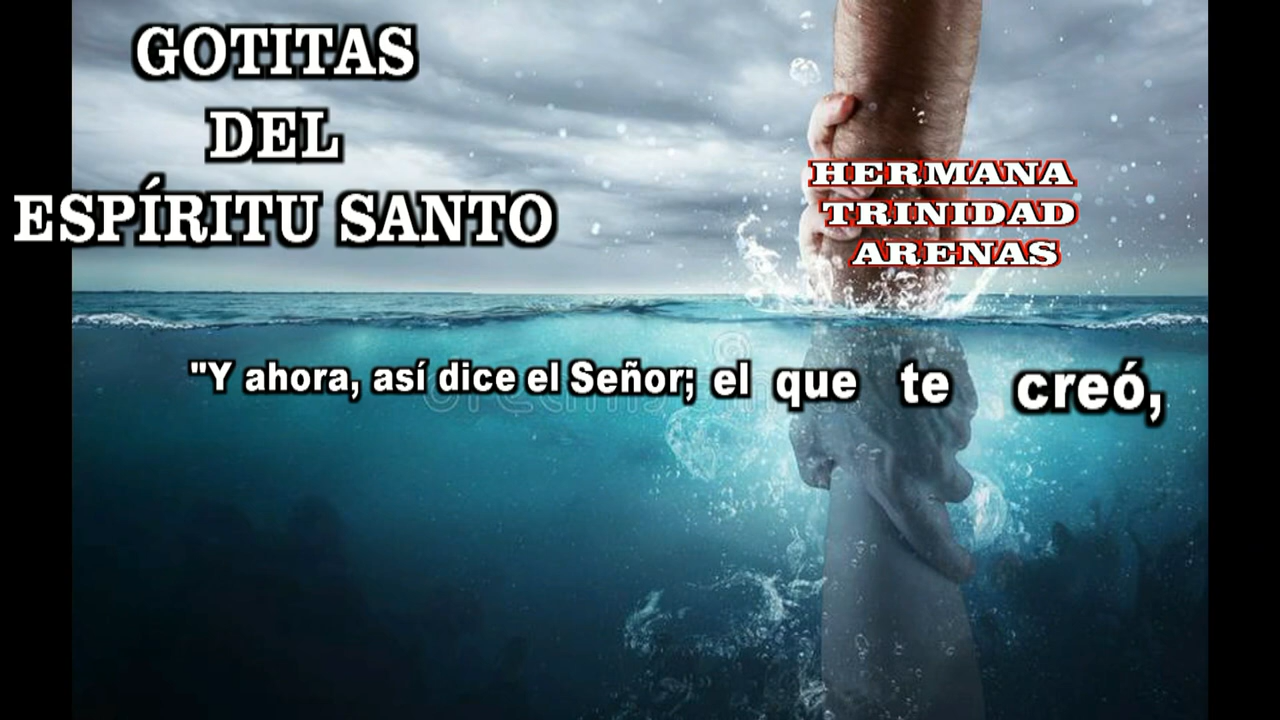 GOTITAS
DEL
ESPÍRITU SANTO
HERMANA
TRINIDAD
ARENAS
"Y ahora, así dice el Señor; el que te creó,